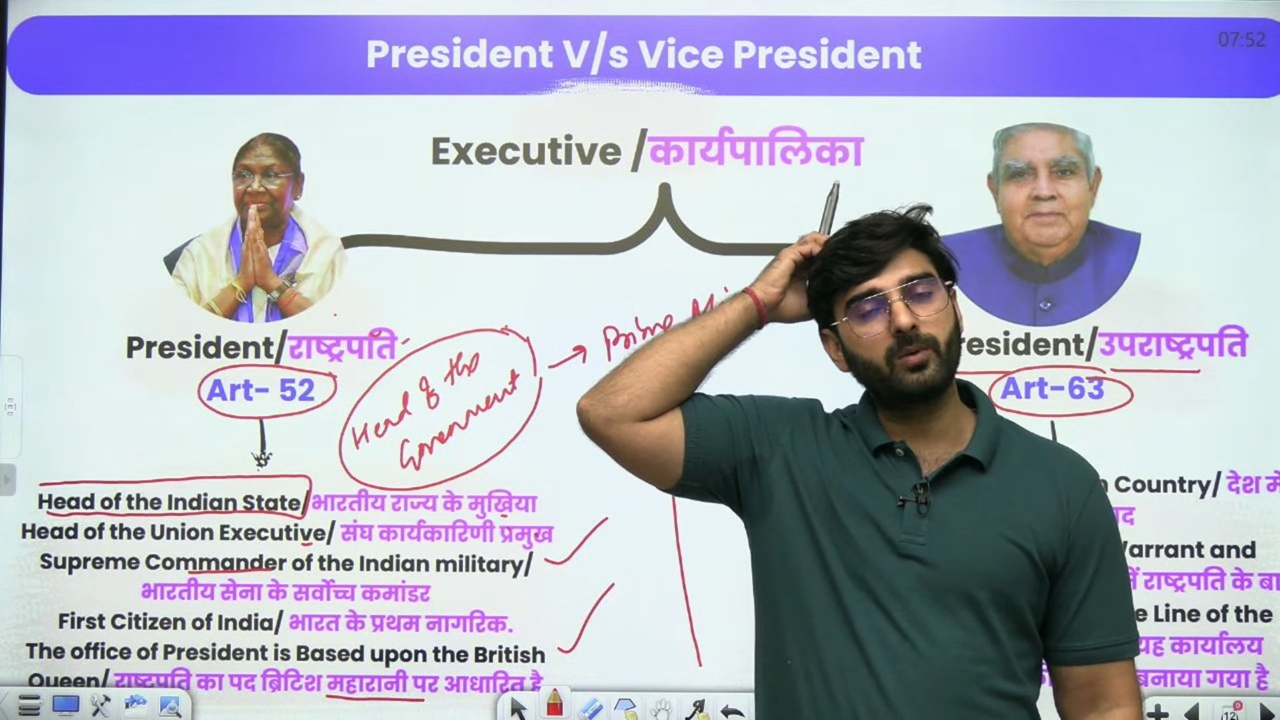 07:52
President V/s Vice President
Executive /कार्यपालिका
President/राष्ट्रपति
Art- 52
Head of the Government
Prime
resident/उपराष्ट्रपति
Art-63
Head of the Indian State/भारतीय राज्य के मुखिया
Head of the Union Executive/ संघ कार्यकारिणी प्रमुख
Supreme Commander of the Indian military/
भारतीय सेना के सर्वोच्च कमांडर
First Citizen of India/ भारत के प्रथम नागरिक.
The office of President is Based upon the British
Queen/ राष्ट्रपति का पद ब्रिटिश महारानी पर आधारित है
Country/ देश में
arrant and
राष्ट्रपति के बा
e Line of the
यह कार्यालय
बनाया गया है
12